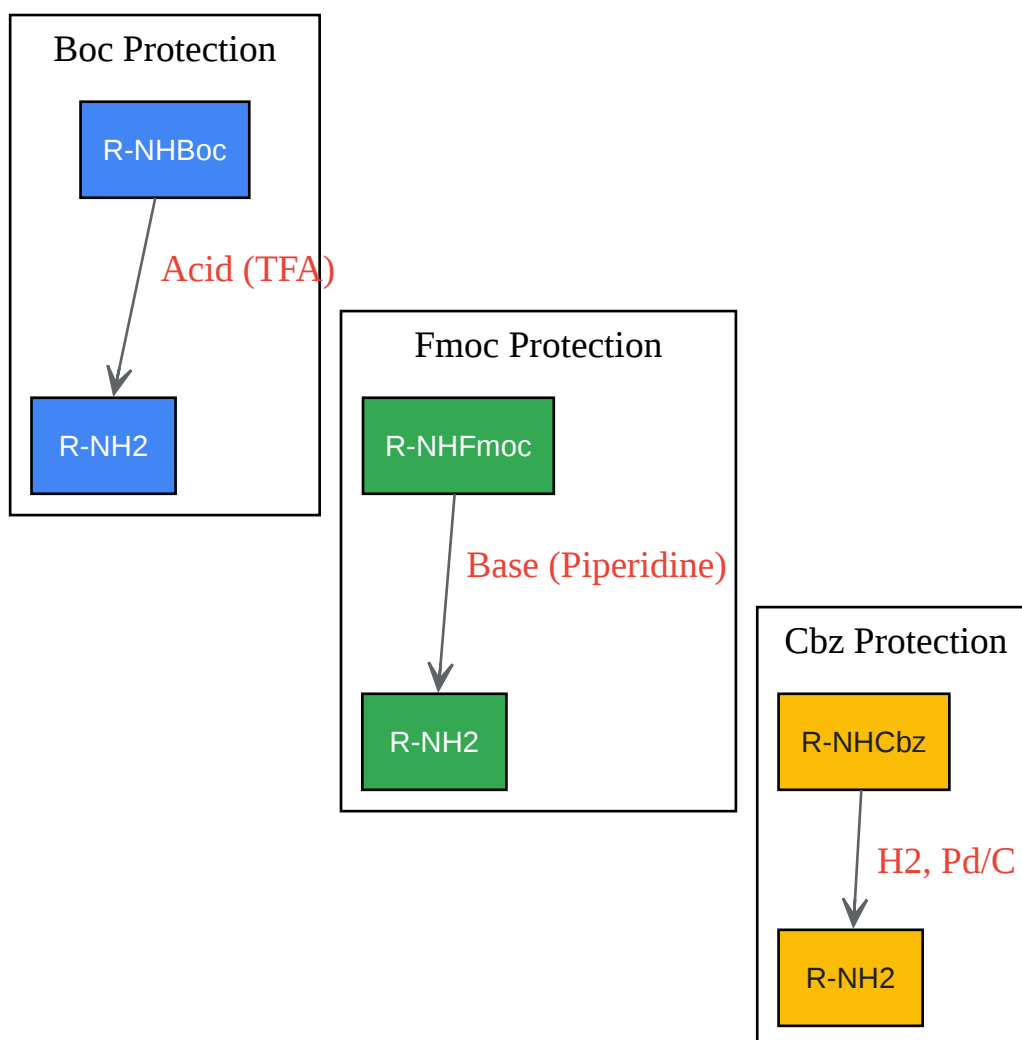 Boc Protection
R-NHBoc
Acid (TFA)
R-NH2
Fmoc Protection
R-NHFmoc
Base (Piperidine)
R-NH2
Cbz Protection
R-NHCbz
H2, Pd/C
R-NH2